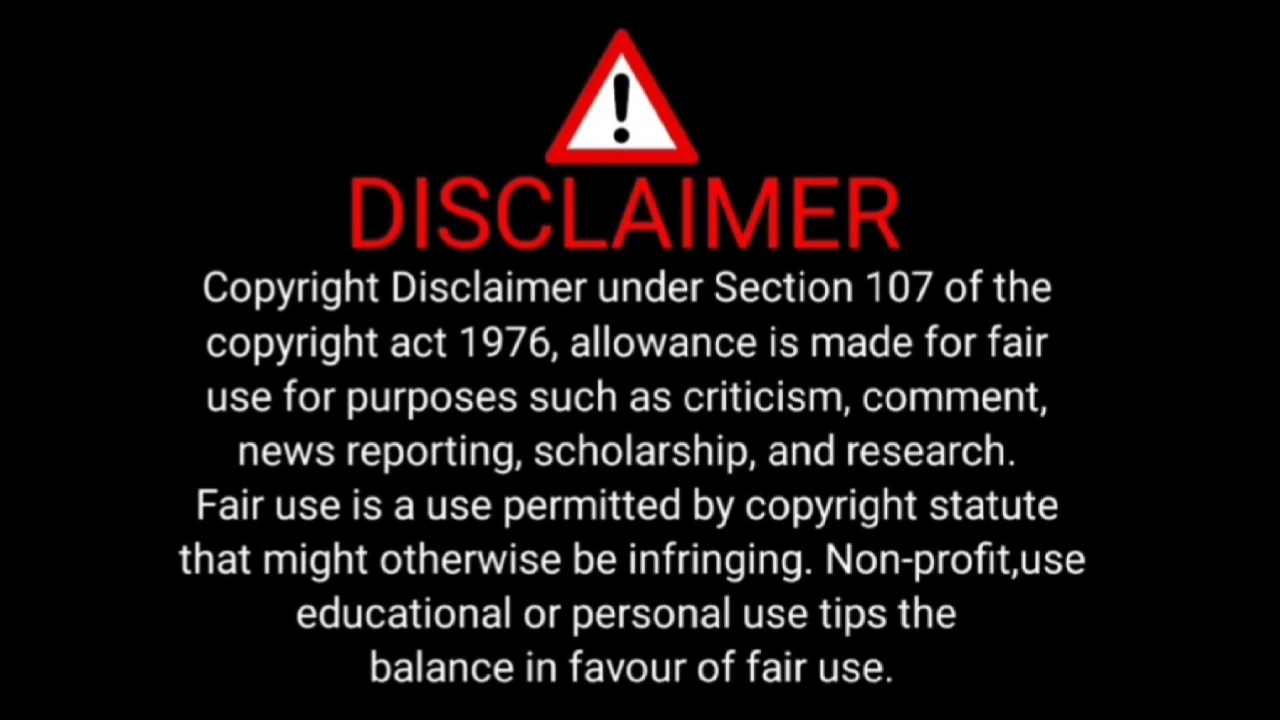 DISCLAIMER
Copyright Disclaimer under Section 107 of the
copyright act 1976, allowance is made for fair
use for purposes such as criticism, comment,
news reporting, scholarship, and research.
Fair use is a use permitted by copyright statute
that might otherwise be infringing. Non-profit,use
educational or personal use tips the
balance in favour of fair use.